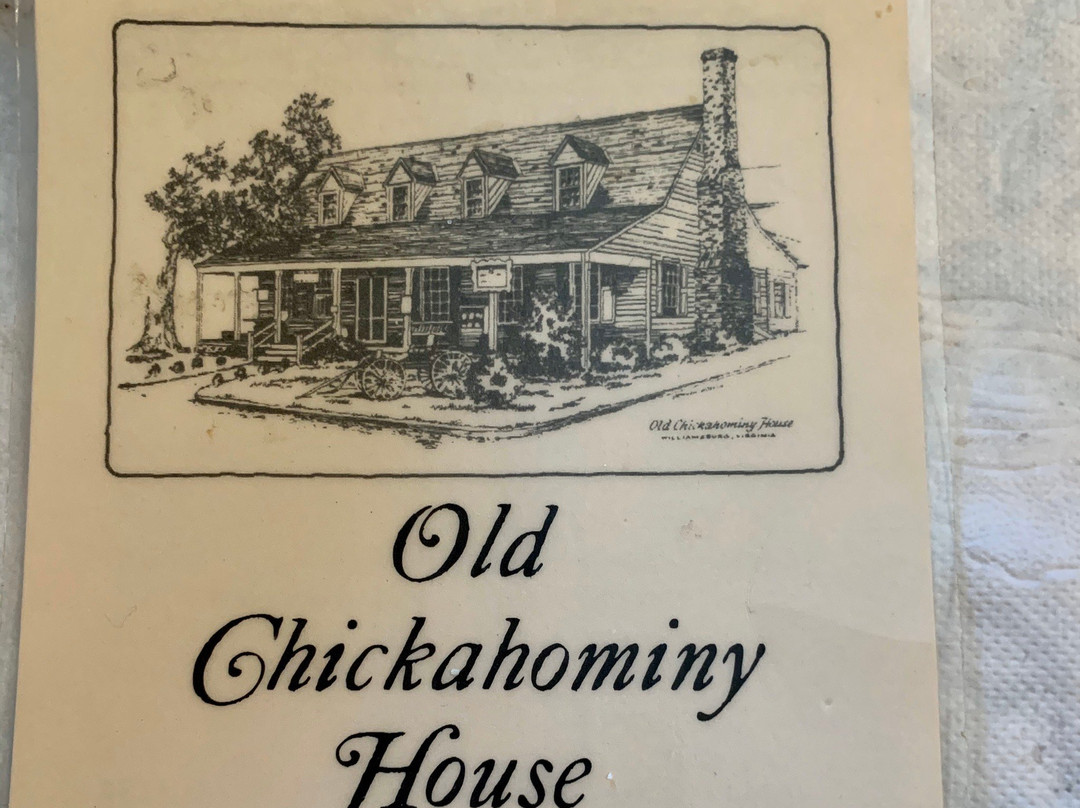 Old Chickahominy House
WILLIAMSBURG, VIRGINIA
Old
Chickahominy
House